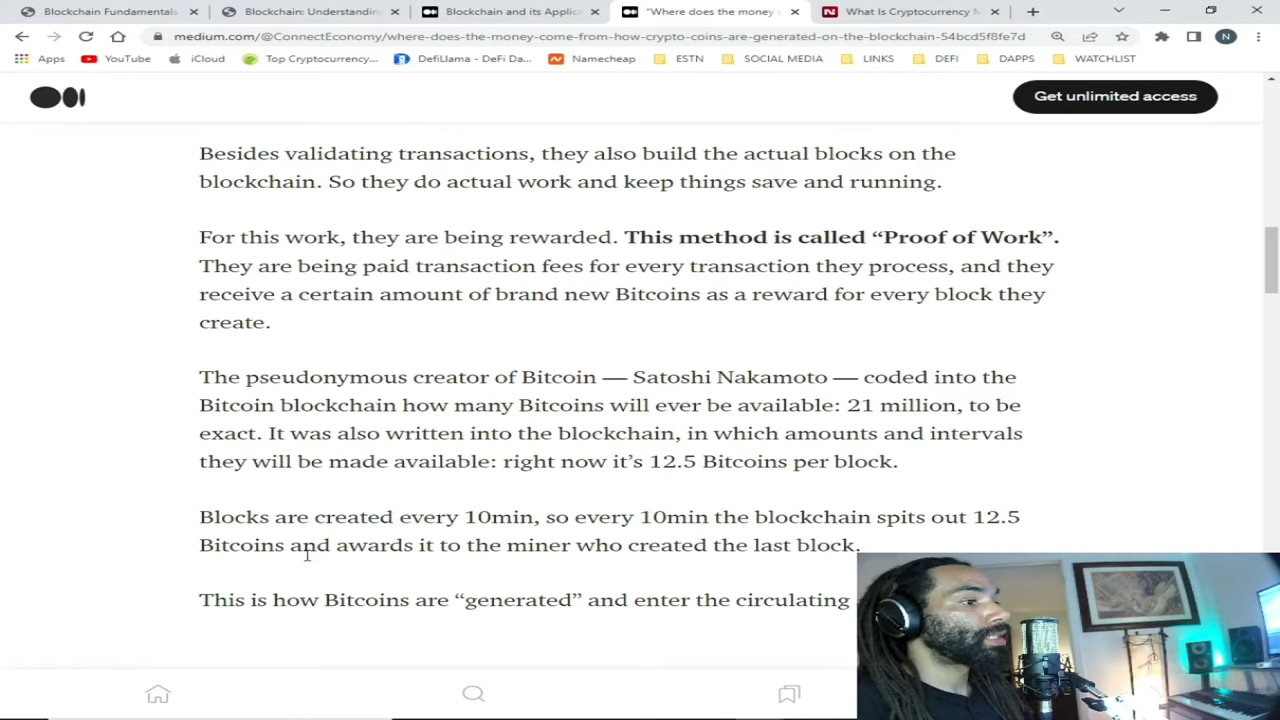 Blockchain Fundamentals
Blockchain: Understandin
Blockchain and its Applic
"Where does the money
What Is Cryptocurrency M
medium.com/@ConnectEconomy/where-does-the-money-come-from-how-crypto-coins-are-generated-on-the-blockchain-54bcd5f8fe7d
N
Apps
YouTube
iCloud
Top Cryptocurrency...
DefiLlama - DeFi Da...
Namecheap
ESTN
SOCIAL MEDIA
LINKS
DEFI
DAPPS
WATCHLIST
Get unlimited access
Besides validating transactions, they also build the actual blocks on the
blockchain. So they do actual work and keep things save and running.
For this work, they are being rewarded. This method is called “Proof of Work”.
They are being paid transaction fees for every transaction they process, and they
receive a certain amount of brand new Bitcoins as a reward for every block they
create.
The pseudonymous creator of Bitcoin — Satoshi Nakamoto — coded into the
Bitcoin blockchain how many Bitcoins will ever be available: 21 million, to be
exact. It was also written into the blockchain, in which amounts and intervals
they will be made available: right now it’s 12.5 Bitcoins per block.
Blocks are created every 10min, so every 10min the blockchain spits out 12.5
Bitcoins and awards it to the miner who created the last block.
This is how Bitcoins are “generated” and enter the circulating